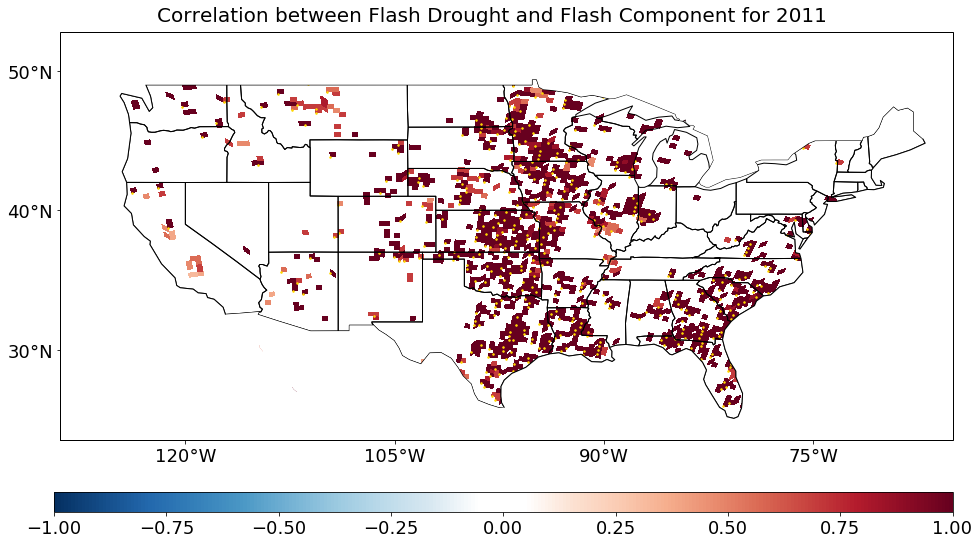 Correlation between Flash Drought and Flash Component for 2011
50°N
40°N
30°N
120°W 105°W 90°W 75°W
−1.00 −0.75 −0.50 −0.25 0.00 0.25 0.50 0.75 1.00